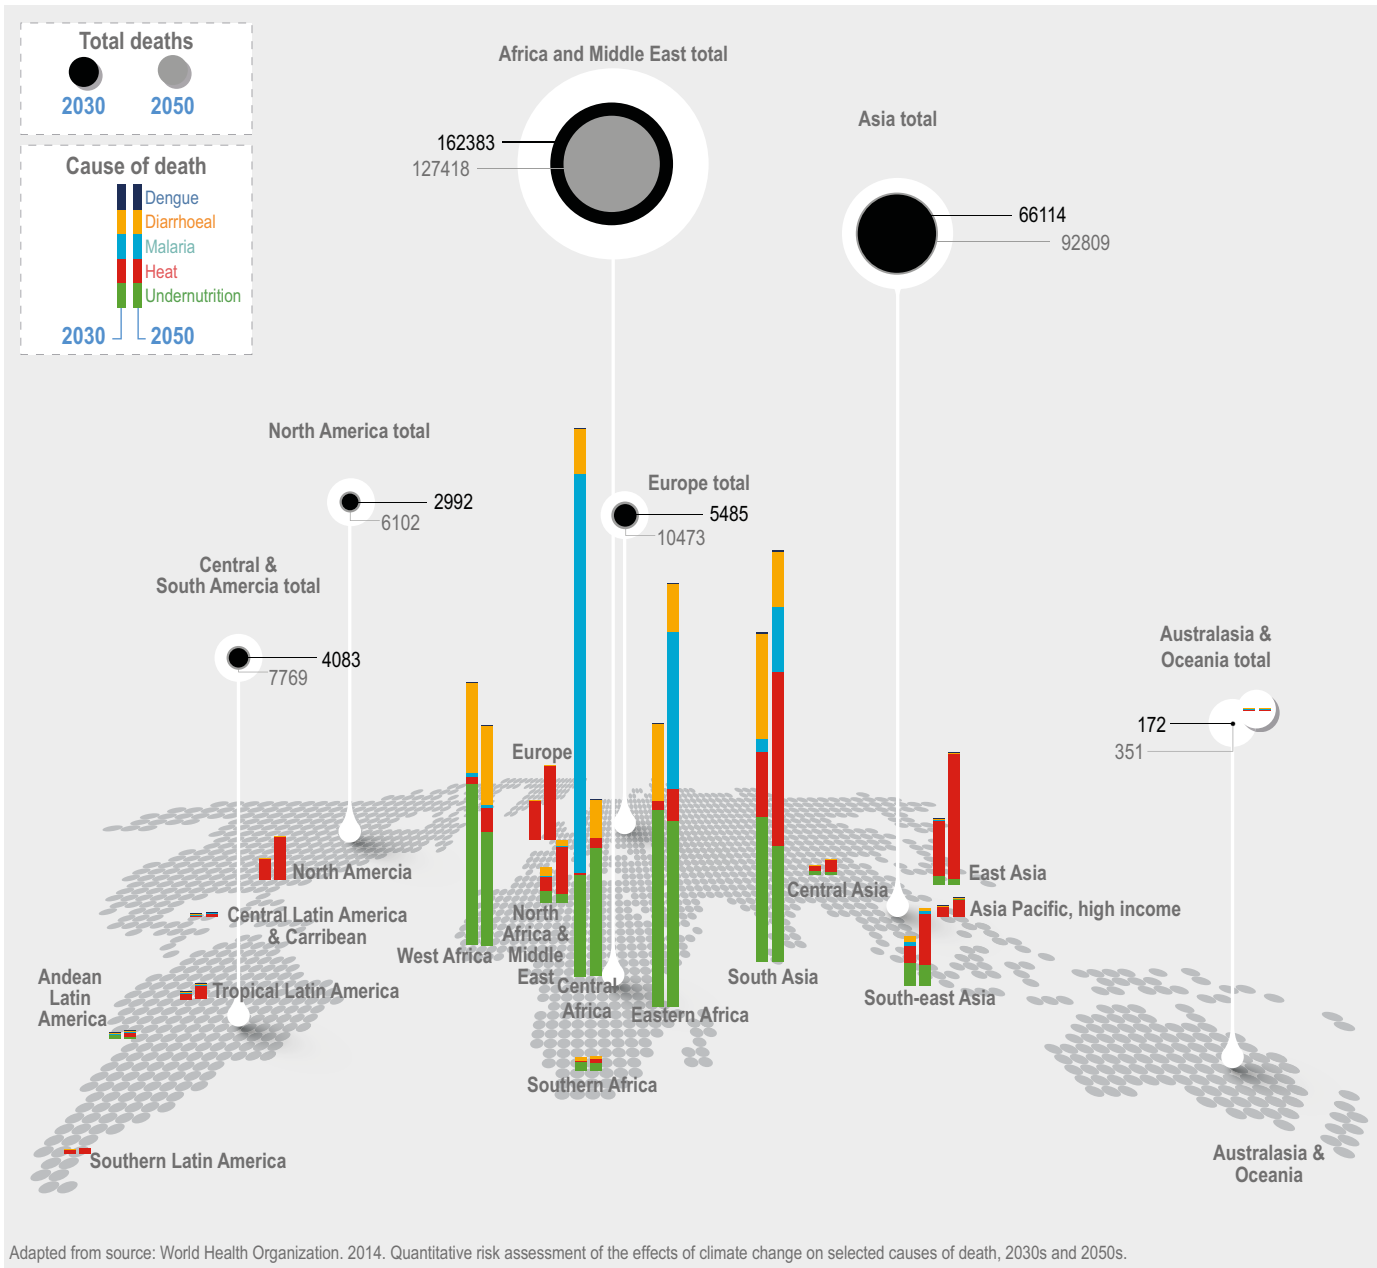 Total deaths
2030 2050
Cause of death
Dengue
Diarrhoeal
Malaria
Heat
Undernutrition
2030 2050
Africa and Middle East total
162383
127418
Asia total
66114
92809
North America total
2992
6102
Europe total
5485
10473
Central &
South Amercia total
4083
7769
Australasia &
Oceania total
172
351
Europe
North Amercia
Central Latin America
& Carribean
West Africa
North
Africa &
Middle
East
Central
Africa
Eastern Africa
South Asia
Central Asia
East Asia
Asia Pacific, high income
South-east Asia
Andean
Latin
America
Tropical Latin America
Southern Africa
Southern Latin America
Australasia &
Oceania
Adapted from source: World Health Organization. 2014. Quantitative risk assessment of the effects of climate change on selected causes of death, 2030s and 2050s.